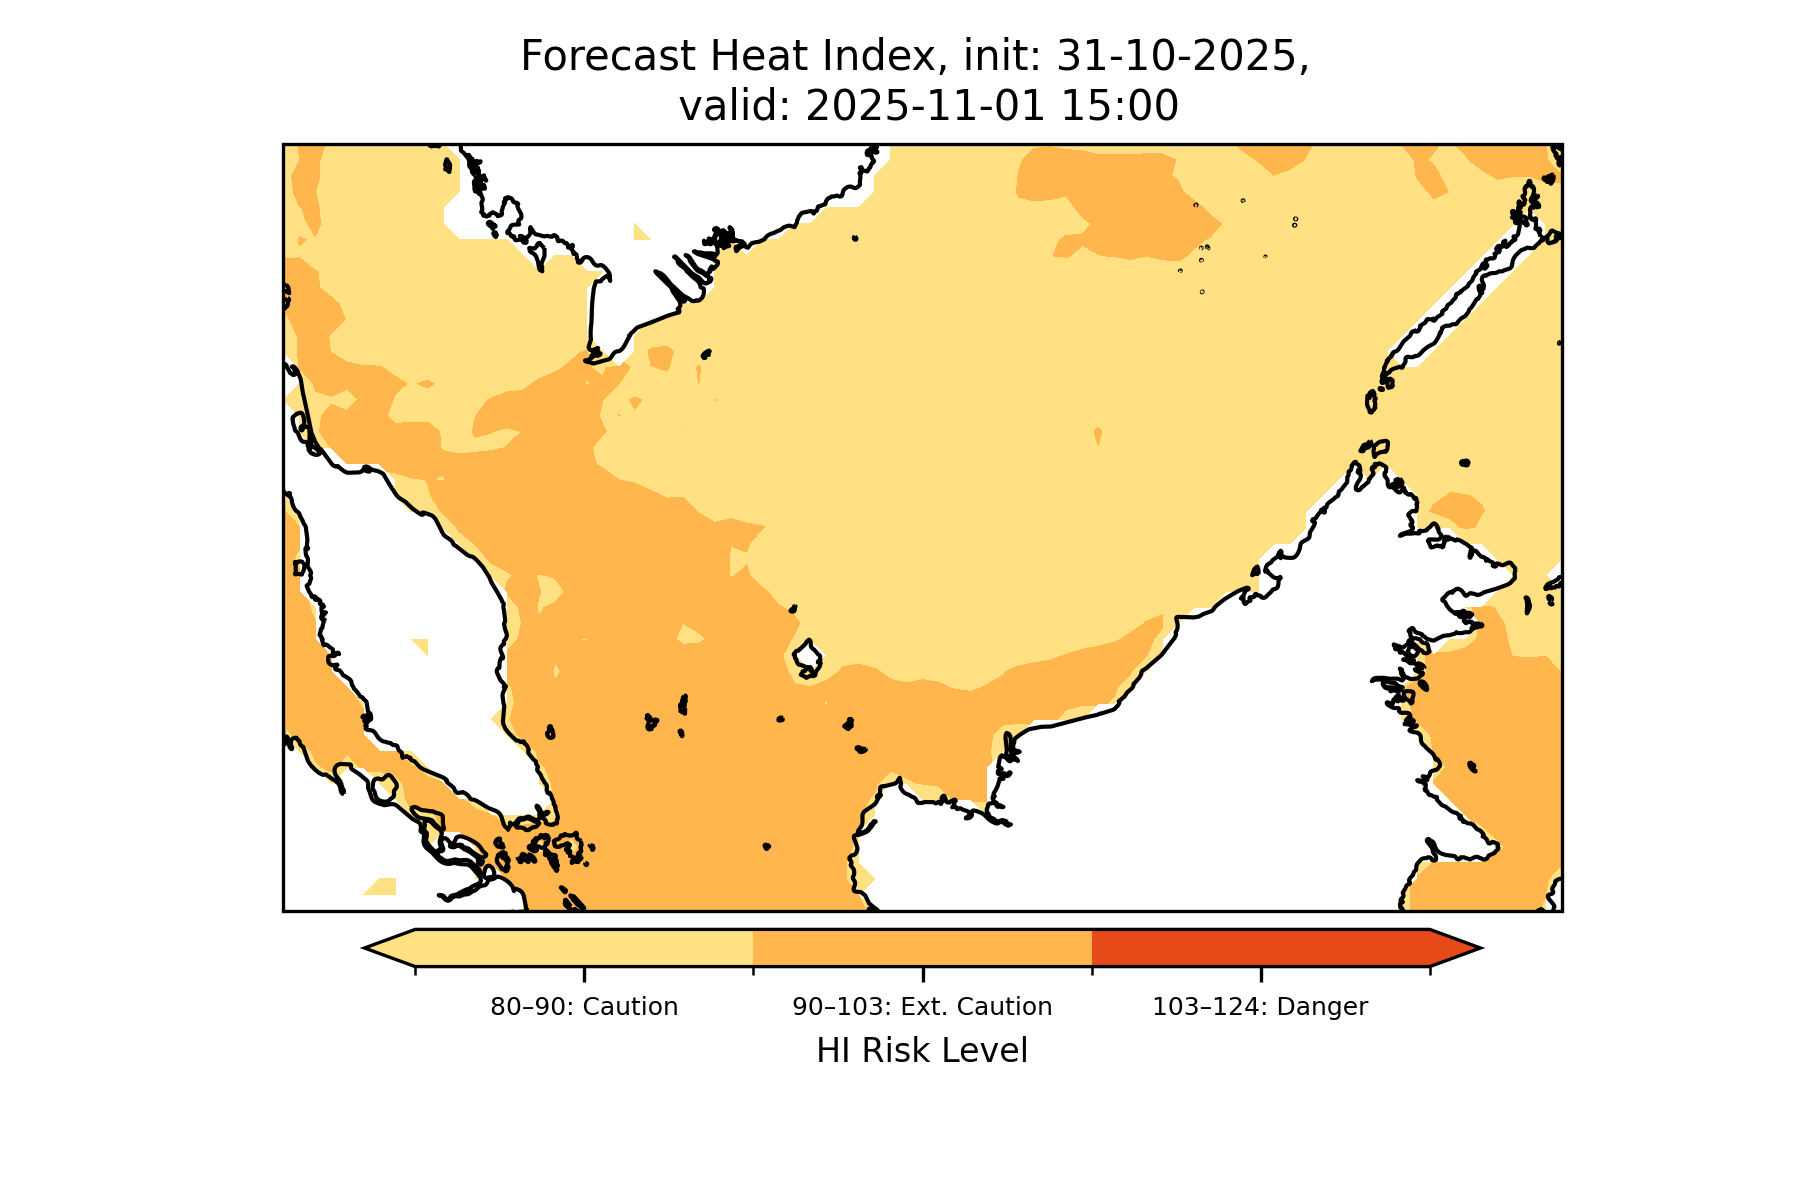 Forecast Heat Index, init: 31-10-2025,
valid: 2025-11-01 15:00
80–90: Caution
90–103: Ext. Caution
103–124: Danger
HI Risk Level